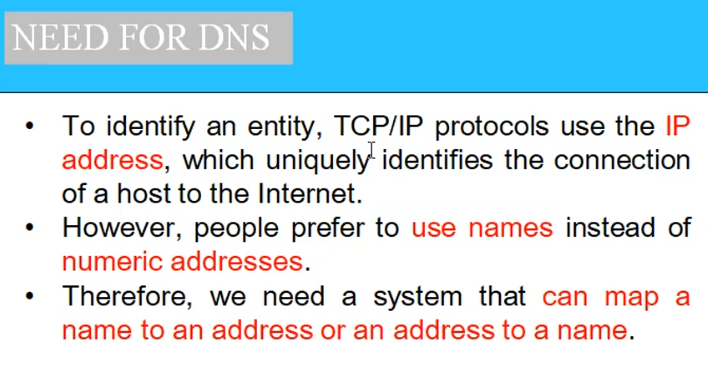 NEED FOR DNS
• To identify an entity, TCP/IP protocols use the IP
address, which uniquely identifies the connection
of a host to the Internet.
• However, people prefer to use names instead of
numeric addresses.
• Therefore, we need a system that can map a
name to an address or an address to a name.